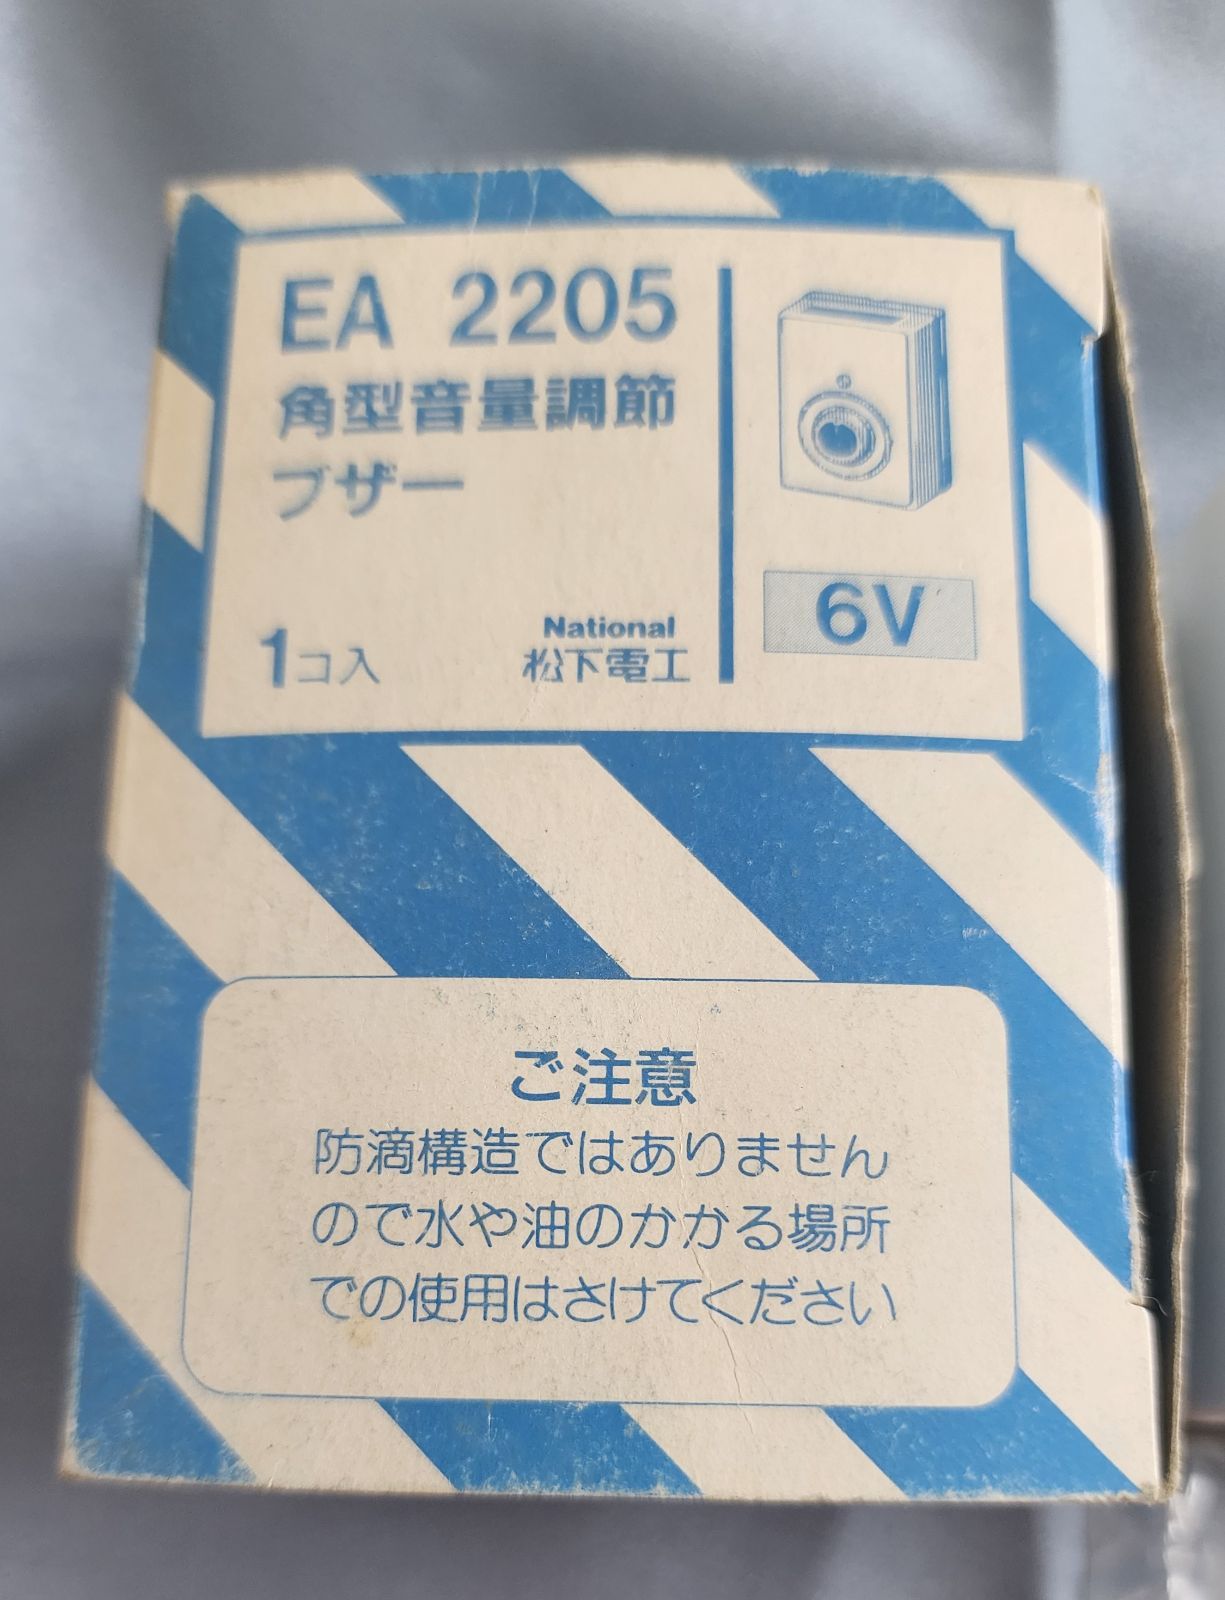 EA 2205
角型音量調節
ブザー
1コ入
National
松下電工
6V
ご注意
防滴構造ではありません
ので水や油のかかる場所
での使用はさけてください